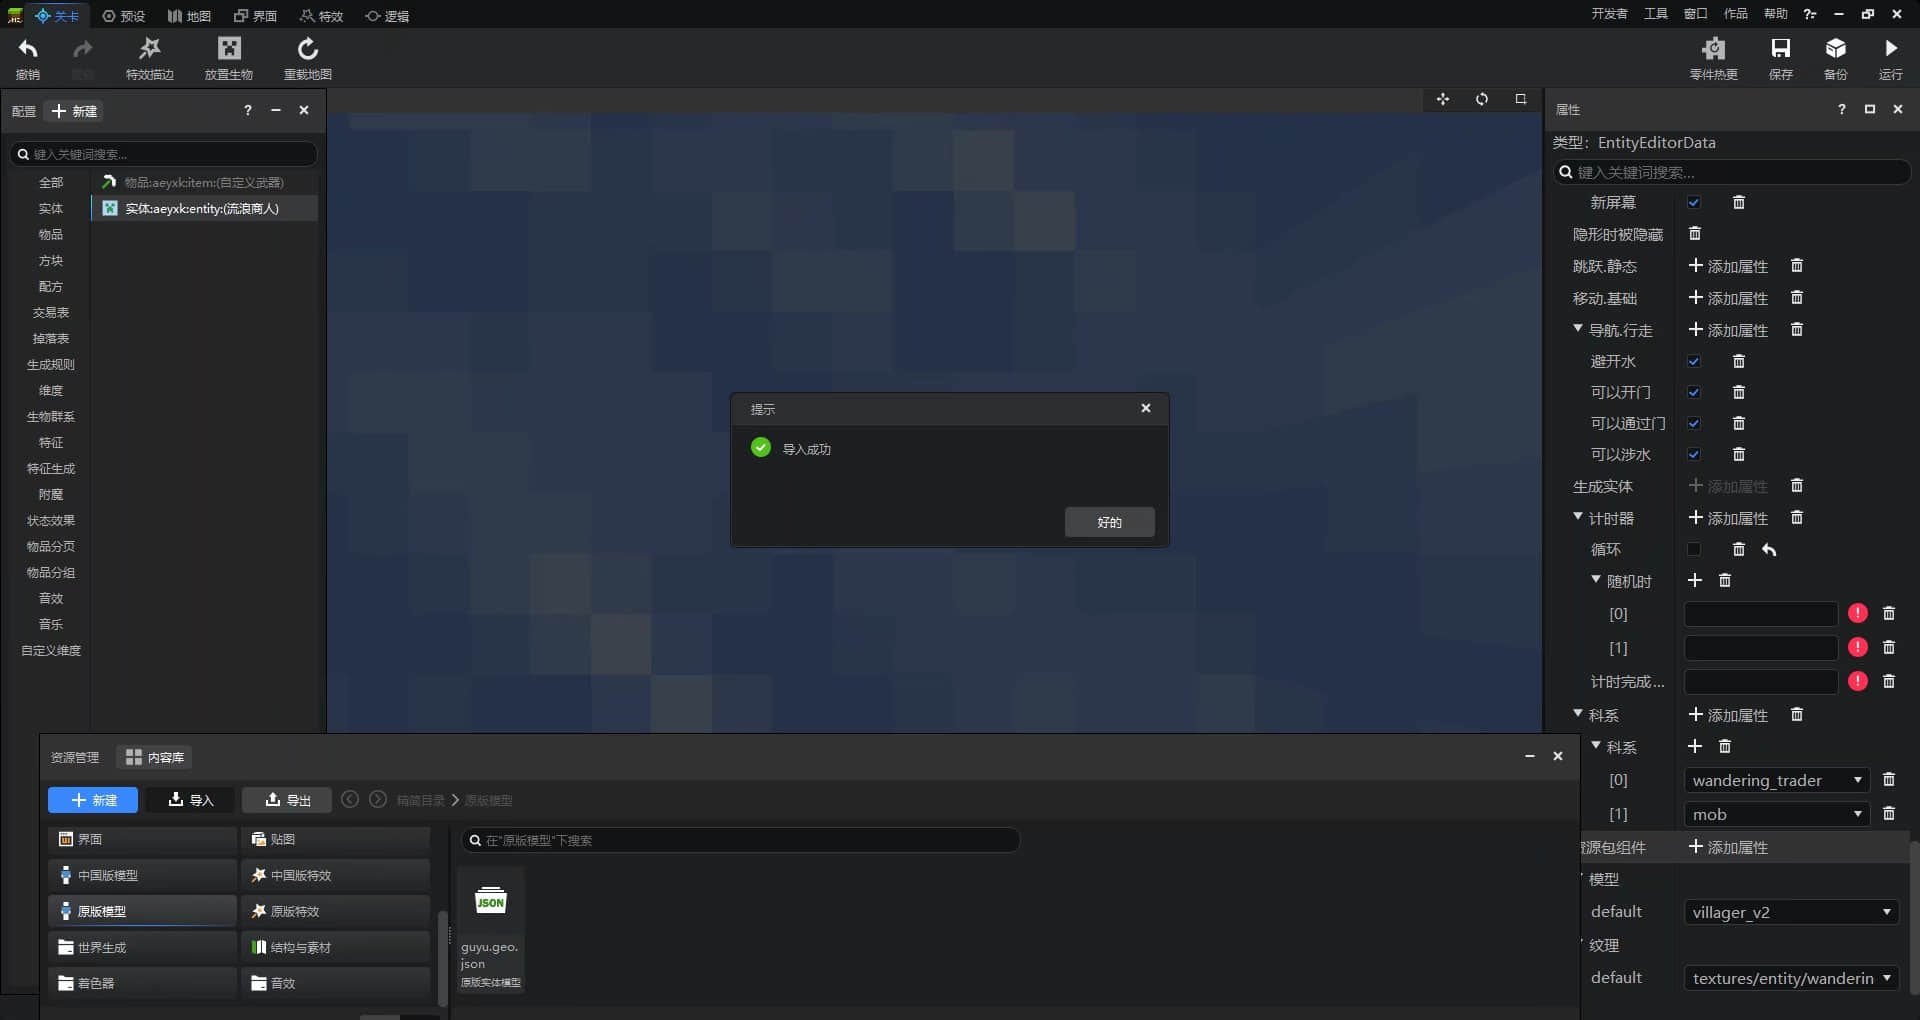 关卡
预设
地图
界面
特效
逻辑
开发者
工具
窗口
作品
帮助
撤销
特效描边
放置生物
重载地图
零件热更
保存
备份
运行
配置
新建
键入关键词搜索...
全部
实体
物品
方块
配方
交易表
掉落表
生成规则
维度
生物群系
特征
特征生成
附魔
状态效果
物品分页
物品分组
音效
音乐
自定义维度
物品:aeyxk:item:(自定义武器)
实体:aeyxk:entity:(流浪商人)
提示
导入成功
好的
属性
类型: EntityEditorData
键入关键词搜索...
新屏幕
隐形时被隐藏
跳跃.静态
添加属性
移动.基础
添加属性
导航.行走
添加属性
避开水
可以开门
可以通过门
可以涉水
生成实体
添加属性
计时器
添加属性
循环
随机时
[0]
[1]
计时完成...
科系
添加属性
科系
[0]
wandering_trader
[1]
mob
资源包组件
添加属性
模型
default
villager_v2
纹理
default
textures/entity/wanderin
资源管理
内容库
新建
导入
导出
精简目录
原版模型
界面
贴图
中国版模型
中国版特效
原版模型
原版特效
世界生成
结构与素材
着色器
音效
在"原版模型"下搜索
JSON
guyu.geo.
json
原版实体模型